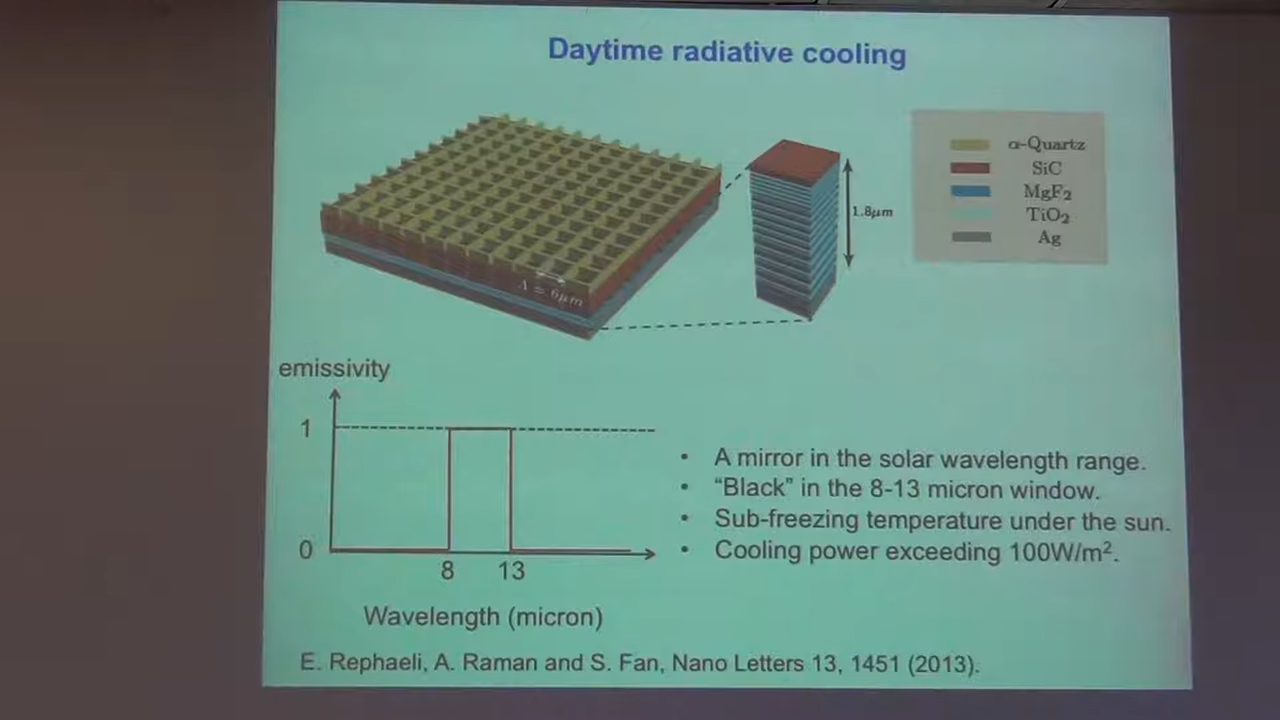 Daytime radiative cooling
α-Quartz
SiC
MgF₂
TiO₂
Ag
1.8μm
Λ = 6μm
emissivity
1
0
8 13
Wavelength (micron)
• A mirror in the solar wavelength range.
• “Black” in the 8-13 micron window.
• Sub-freezing temperature under the sun.
• Cooling power exceeding 100W/m².
E. Rephaeli, A. Raman and S. Fan, Nano Letters 13, 1451 (2013).